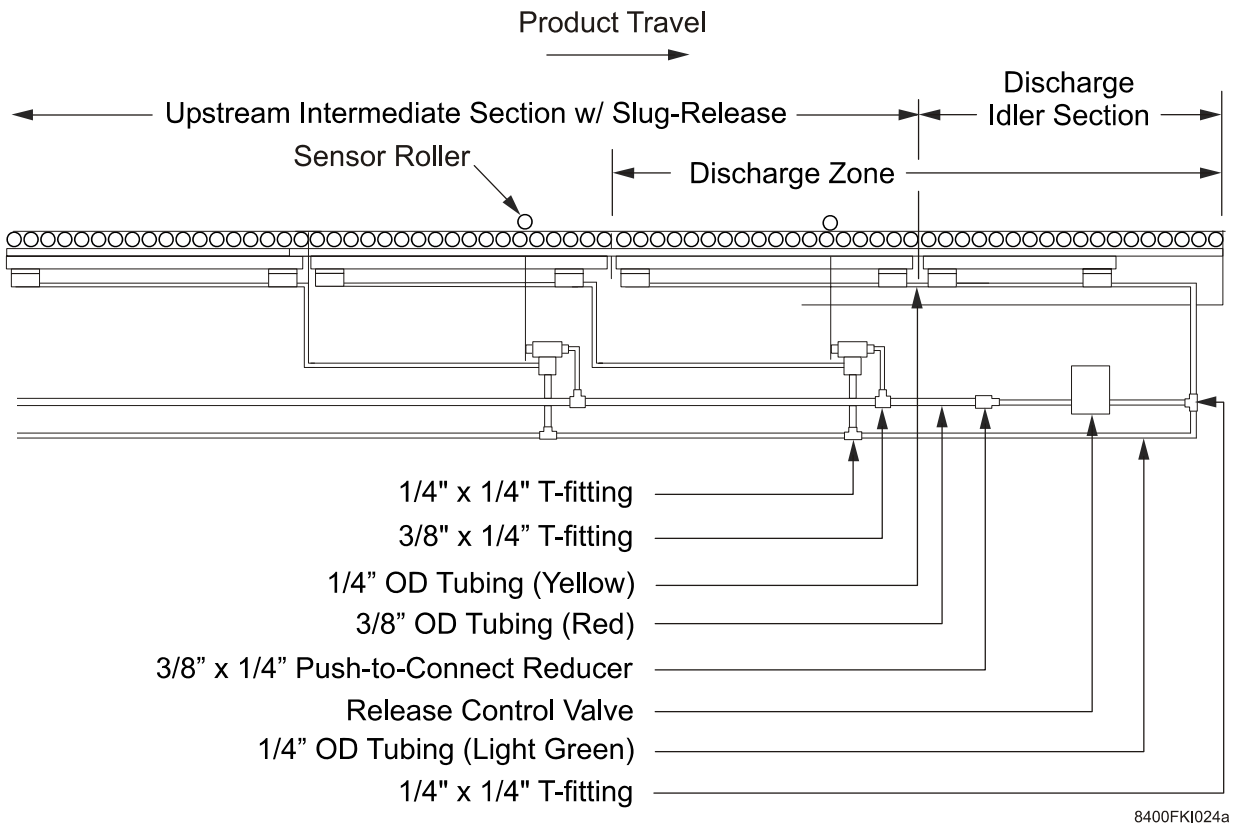 Product Travel
Upstream Intermediate Section w/ Slug-Release
Discharge
Idler Section
Sensor Roller
Discharge Zone
1/4" x 1/4" T-fitting
3/8" x 1/4” T-fitting
1/4” OD Tubing (Yellow)
3/8” OD Tubing (Red)
3/8” x 1/4” Push-to-Connect Reducer
Release Control Valve
1/4” OD Tubing (Light Green)
1/4" x 1/4" T-fitting
8400FKI024a